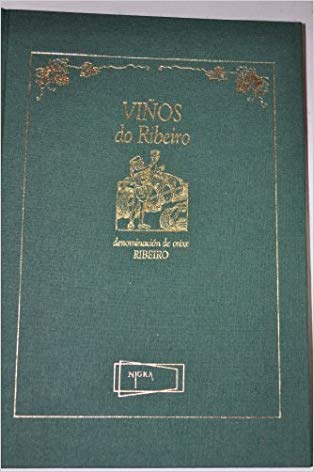 VIÑOS
do Ribeiro
denominación de orixe
RIBEIRO
NIGRA